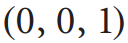 (0, 0, 1)